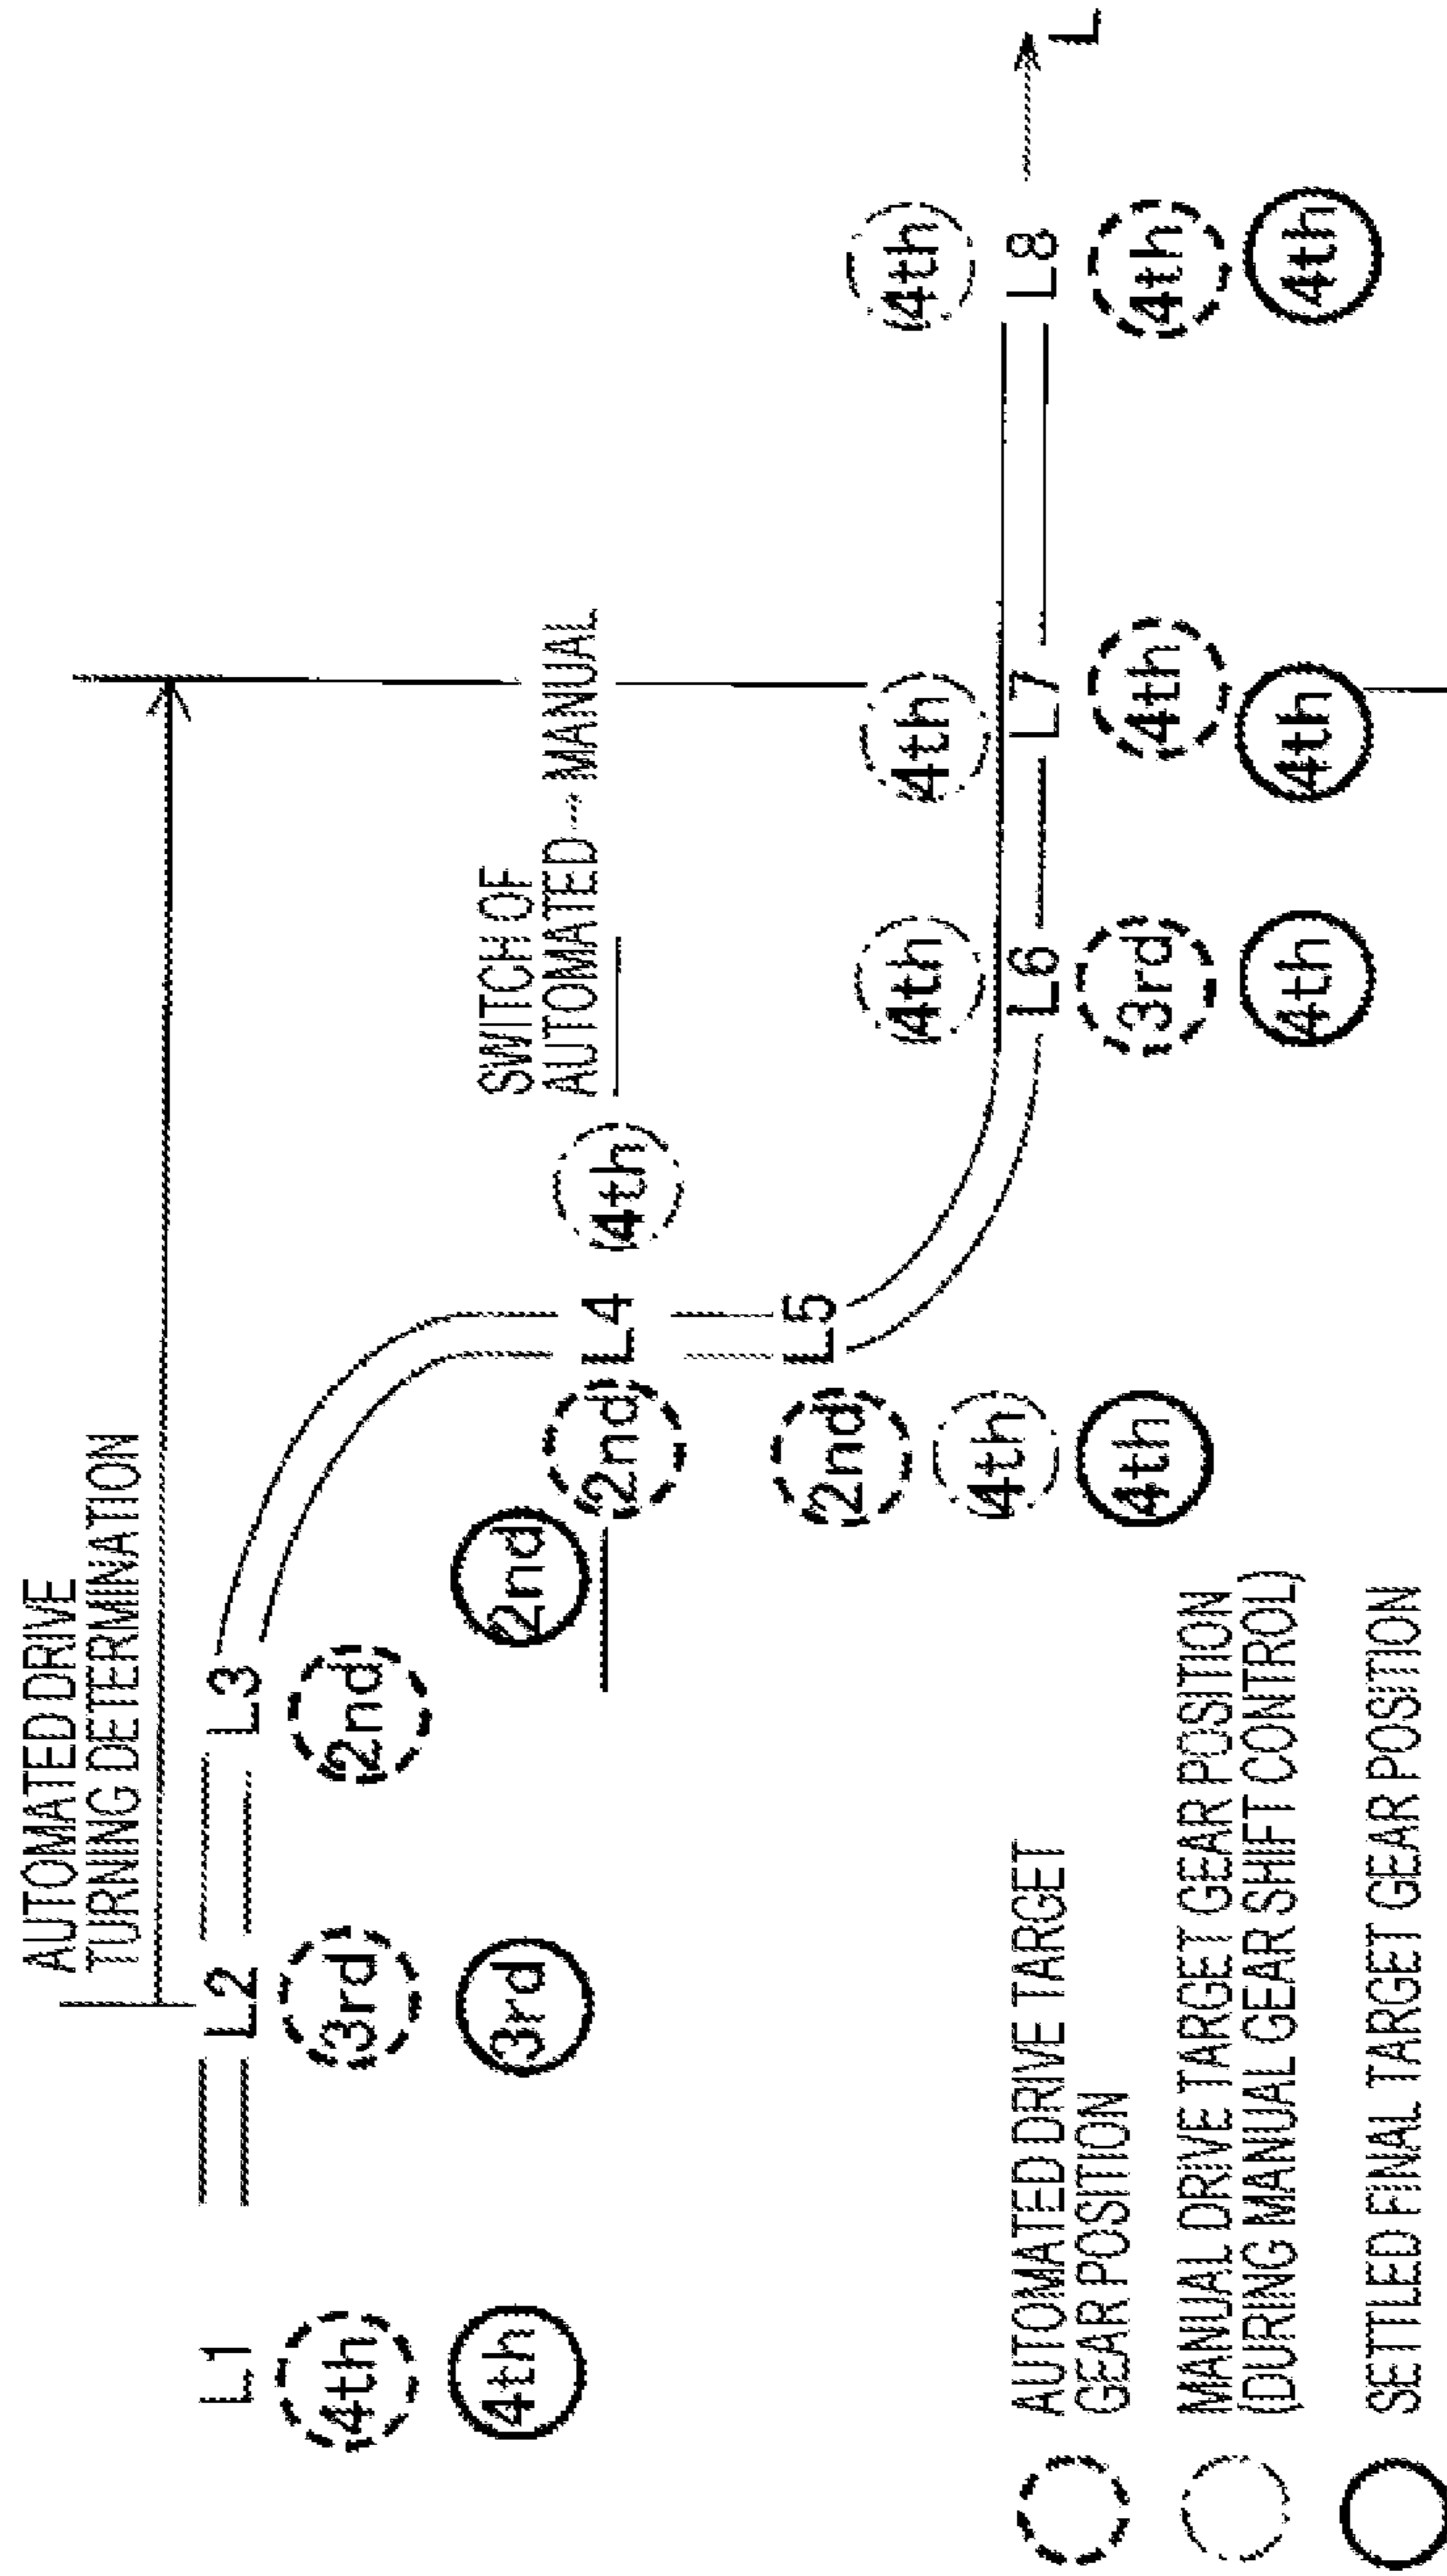 AUTOMATED DRIVE
TURNING DETERMINATION
L1
4th
4th
L2
3rd
3rd
L3
2nd
2nd
SWITCH OF
AUTOMATED --- MANUAL
2nd
L4
4th
L5
2nd
4th
4th
4th
L6
3rd
4th
4th
L7
4th
4th
4th
L8
4th
4th
L
AUTOMATED DRIVE TARGET
GEAR POSITION
MANUAL DRIVE TARGET GEAR POSITION
(DURING MANUAL GEAR SHIFT CONTROL)
SETTLED FINAL TARGET GEAR POSITION